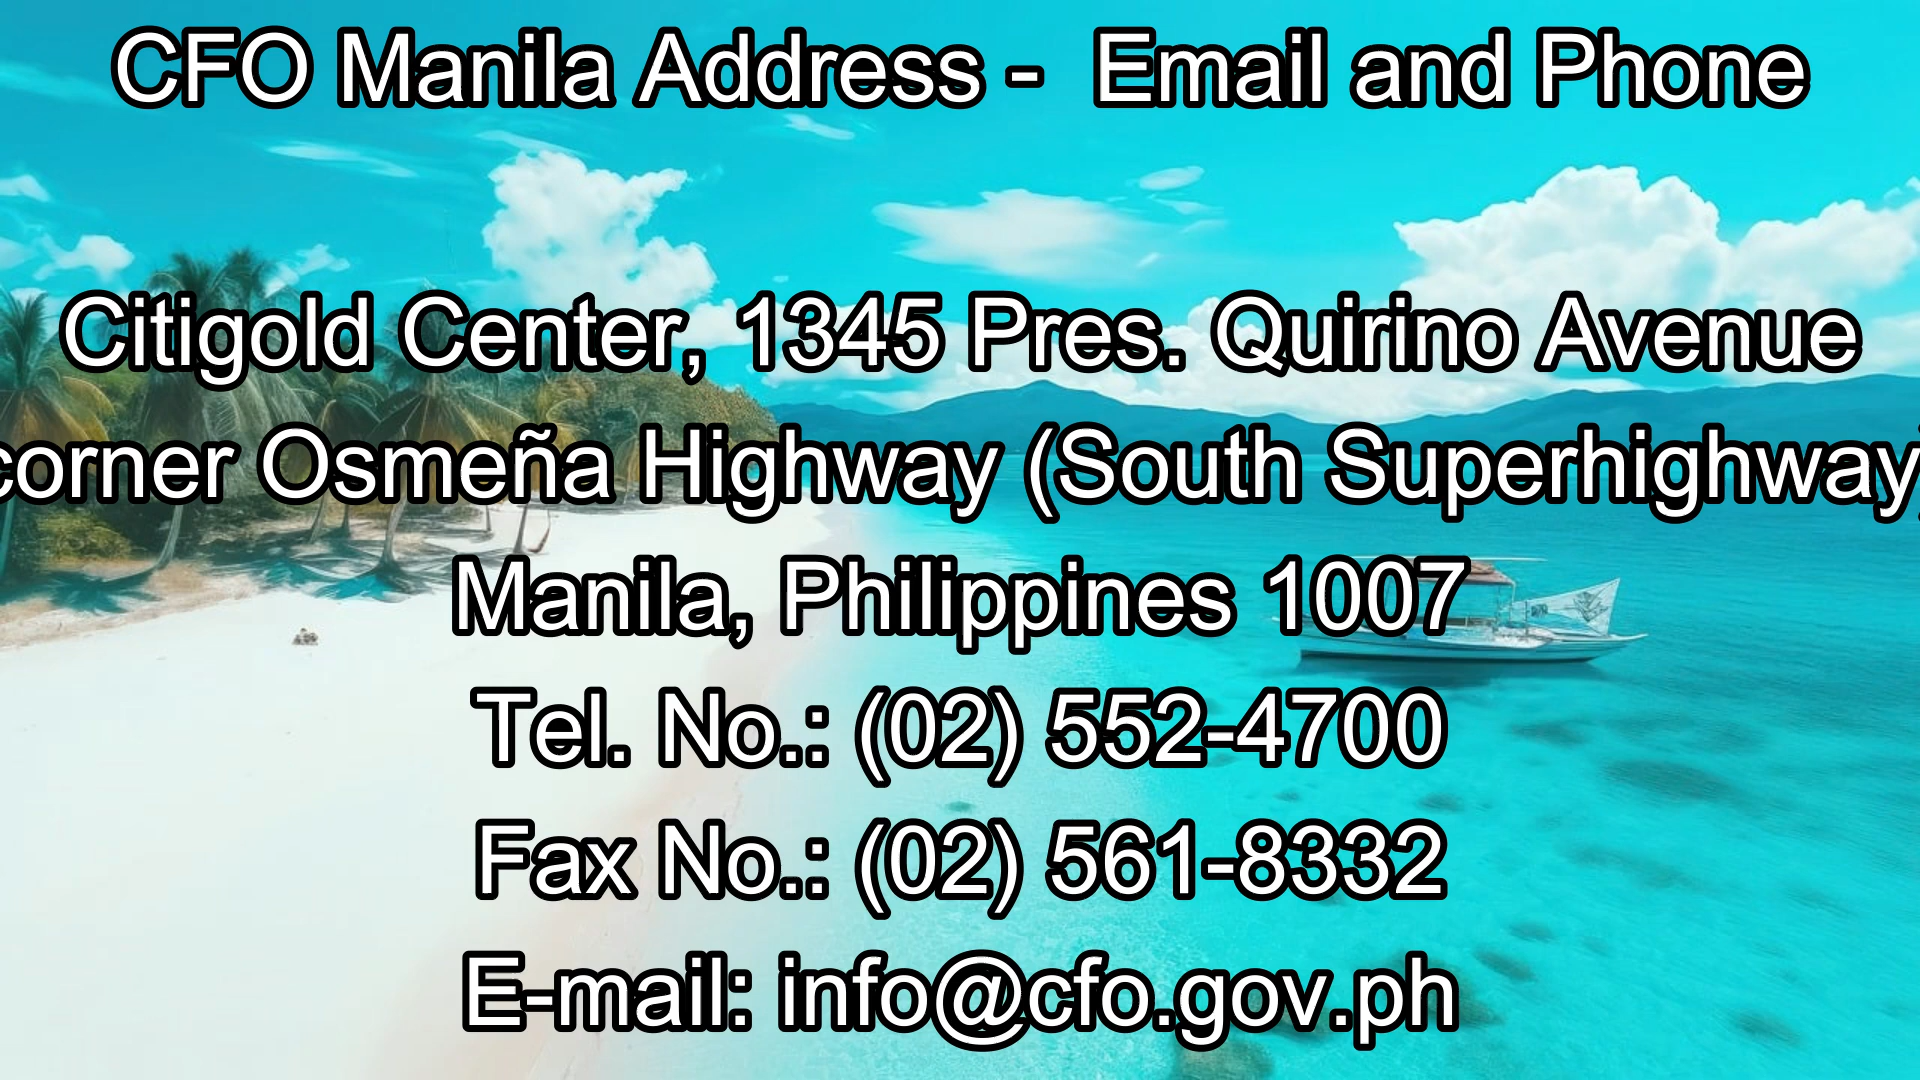 CFO Manila Address -  Email and Phone
Citigold Center, 1345 Pres. Quirino Avenue
corner Osmeña Highway (South Superhighway)
Manila, Philippines 1007
Tel. No.: (02) 552-4700
Fax No.: (02) 561-8332
E-mail: info@cfo.gov.ph